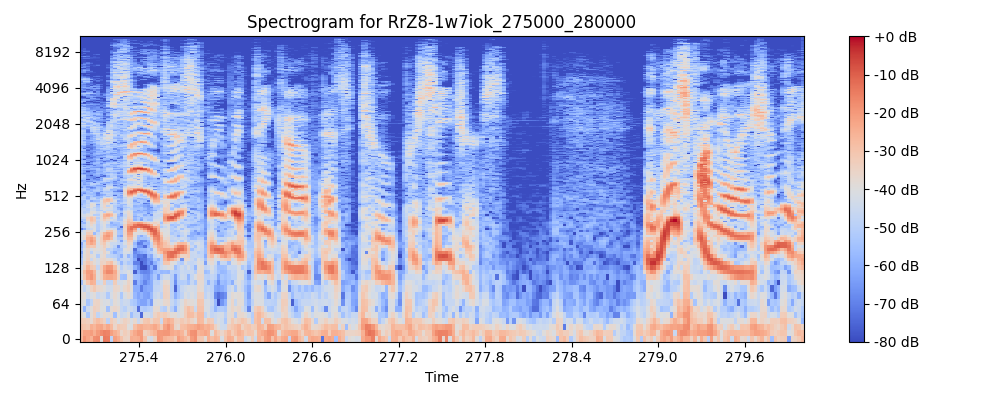 Spectrogram for RrZ8-1w7iok_275000_280000
8192
4096
2048
1024
512
256
128
64
0
Hz
275.4 276.0 276.6 277.2 277.8 278.4 279.0 279.6
Time
+0 dB
-10 dB
-20 dB
-30 dB
-40 dB
-50 dB
-60 dB
-70 dB
-80 dB